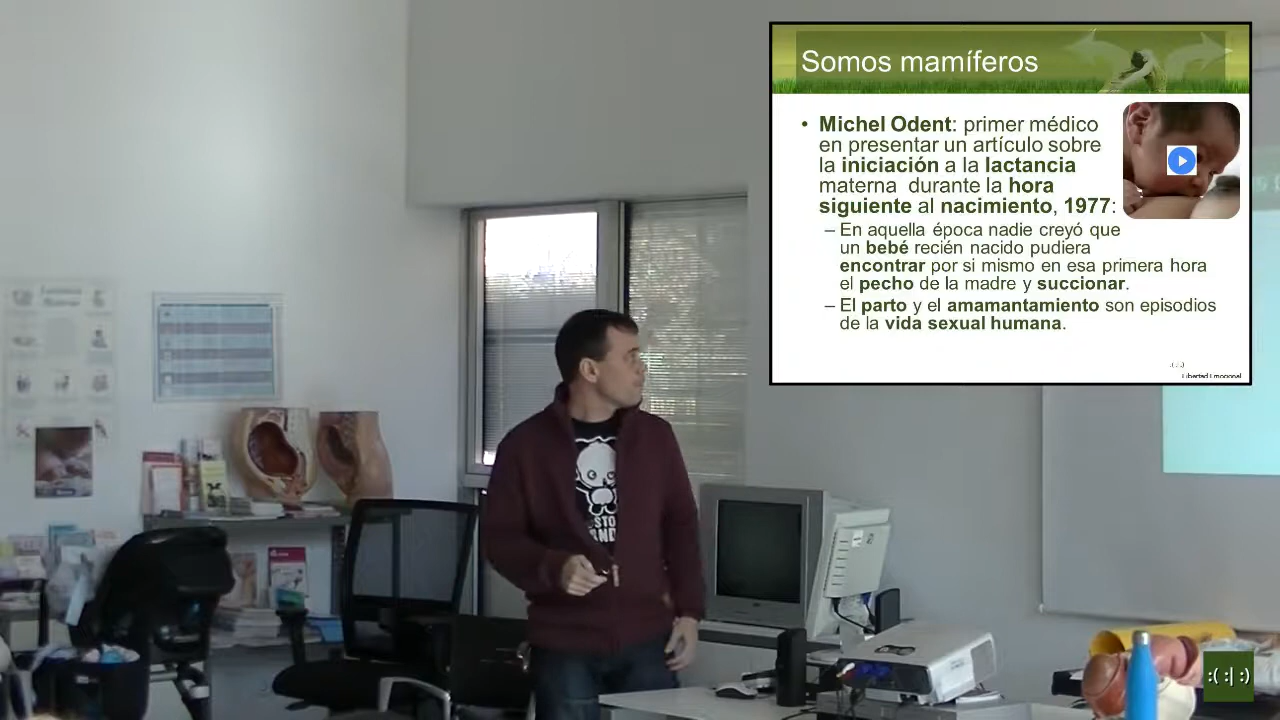 Somos mamíferos
• Michel Odent: primer médico
en presentar un artículo sobre
la iniciación a la lactancia
materna durante la hora
siguiente al nacimiento, 1977:
– En aquella época nadie creyó que
un bebé recién nacido pudiera
encontrar por si mismo en esa primera hora
el pecho de la madre y succionar.
– El parto y el amamantamiento son episodios
de la vida sexual humana.
:( :| :)
Libertad Emocional
STO
:( :| :)